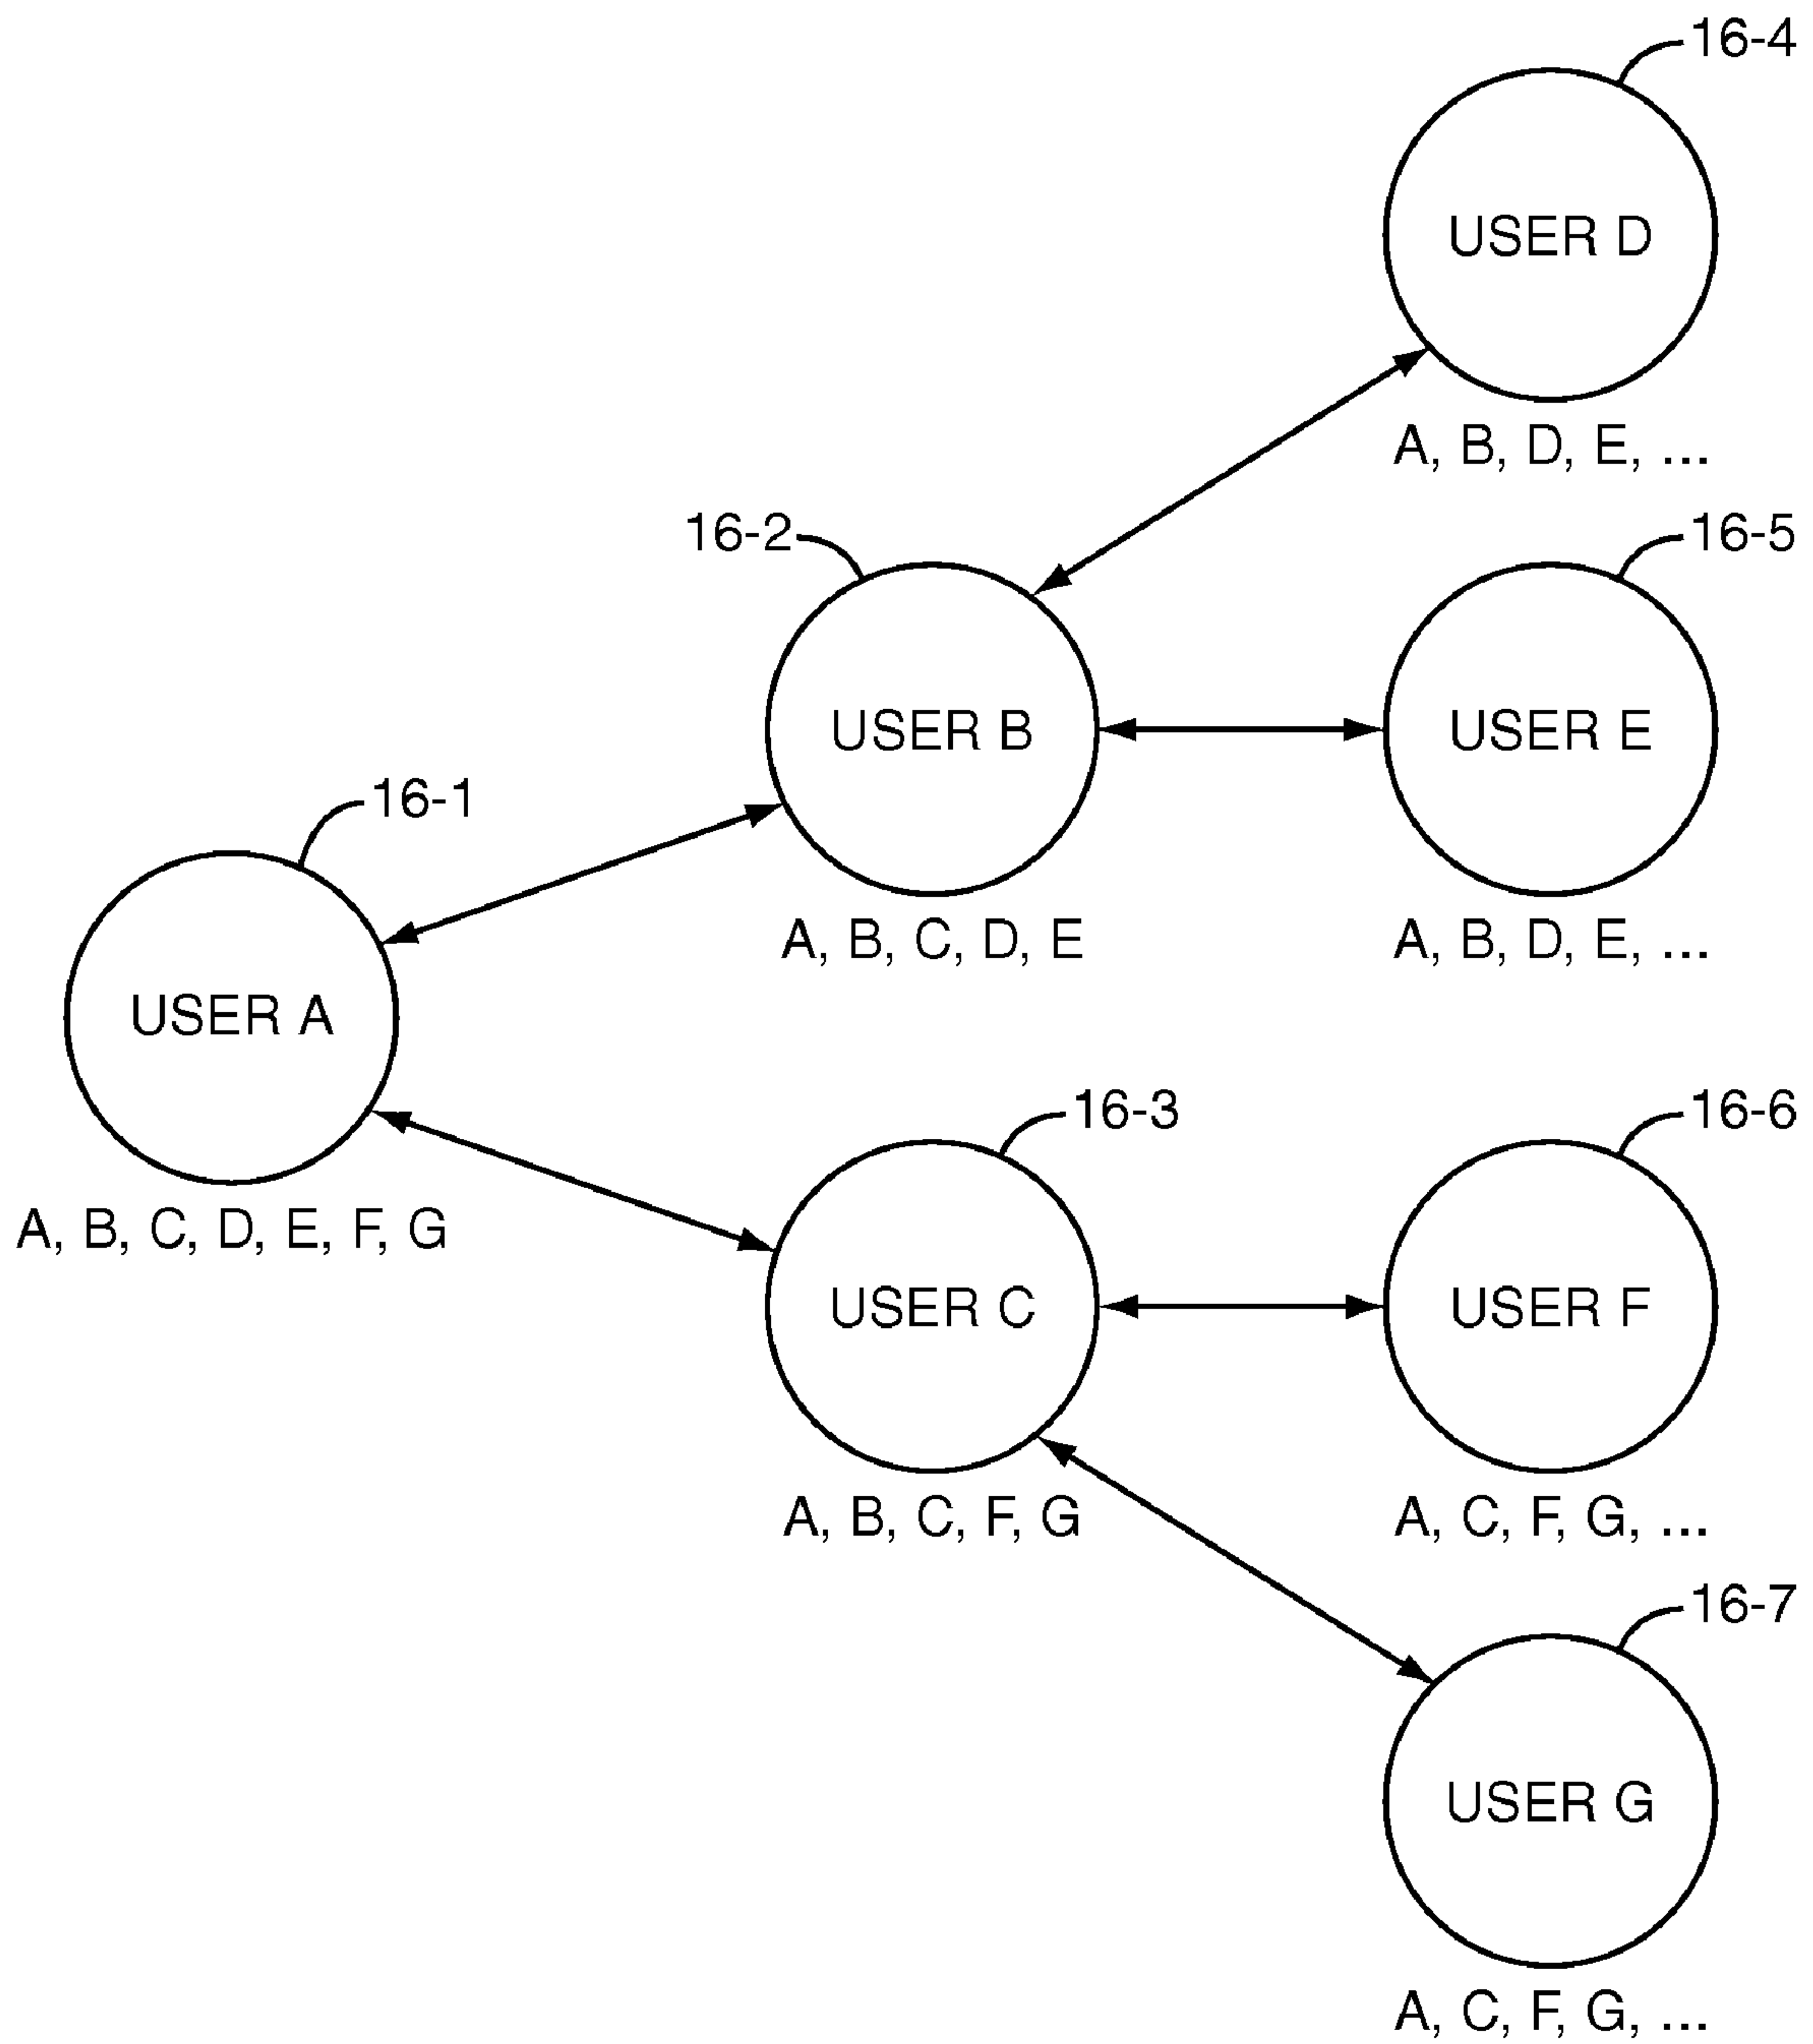 16-4
USER D
A, B, D, E, ...
16-2
16-5
USER B
USER E
A, B, C, D, E
A, B, D, E, ...
16-1
USER A
A, B, C, D, E, F, G
16-3
16-6
USER C
USER F
A, B, C, F, G
A, C, F, G, ...
16-7
USER G
A, C, F, G, ...